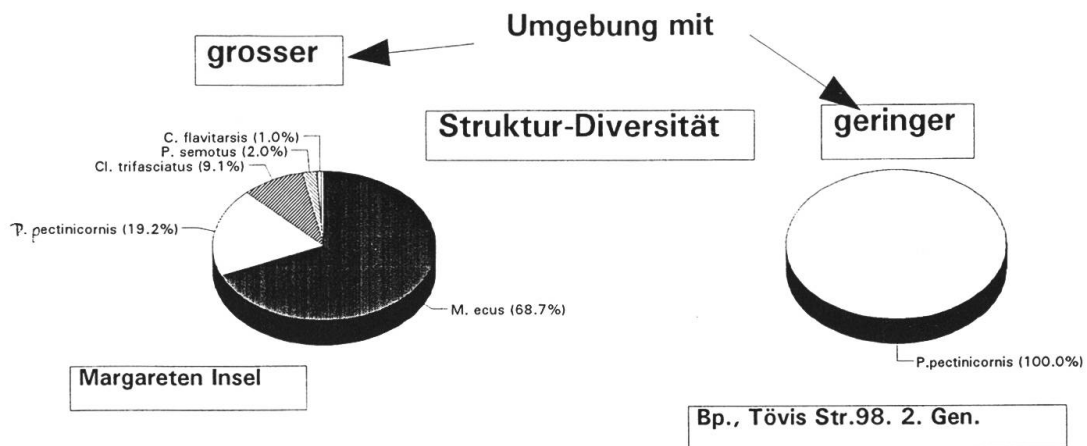 Umgebung mit
grosser
Struktur-Diversität
geringer
C. flavitarsis (1.0%)
P. semotus (2.0%)
Cl. trifasciatus (9.1%)
P. pectinicornis (19.2%)
M. ecus (68.7%)
P.pectinicornis (100.0%)
Margareten Insel
Bp., Tövis Str.98. 2. Gen.